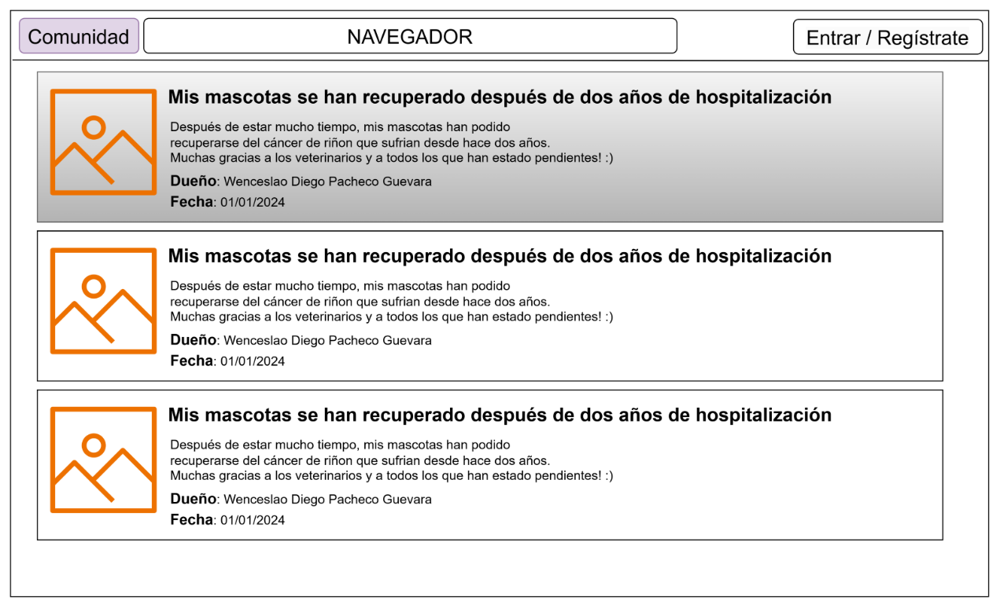 Comunidad
NAVEGADOR
Entrar / Regístrate
Mis mascotas se han recuperado después de dos años de hospitalización
Después de estar mucho tiempo, mis mascotas han podido
recuperarse del cáncer de riñon que sufrian desde hace dos años.
Muchas gracias a los veterinarios y a todos los que han estado pendientes! :)
Dueño: Wenceslao Diego Pacheco Guevara
Fecha: 01/01/2024
Mis mascotas se han recuperado después de dos años de hospitalización
Después de estar mucho tiempo, mis mascotas han podido
recuperarse del cáncer de riñon que sufrian desde hace dos años.
Muchas gracias a los veterinarios y a todos los que han estado pendientes! :)
Dueño: Wenceslao Diego Pacheco Guevara
Fecha: 01/01/2024
Mis mascotas se han recuperado después de dos años de hospitalización
Después de estar mucho tiempo, mis mascotas han podido
recuperarse del cáncer de riñon que sufrian desde hace dos años.
Muchas gracias a los veterinarios y a todos los que han estado pendientes! :)
Dueño: Wenceslao Diego Pacheco Guevara
Fecha: 01/01/2024